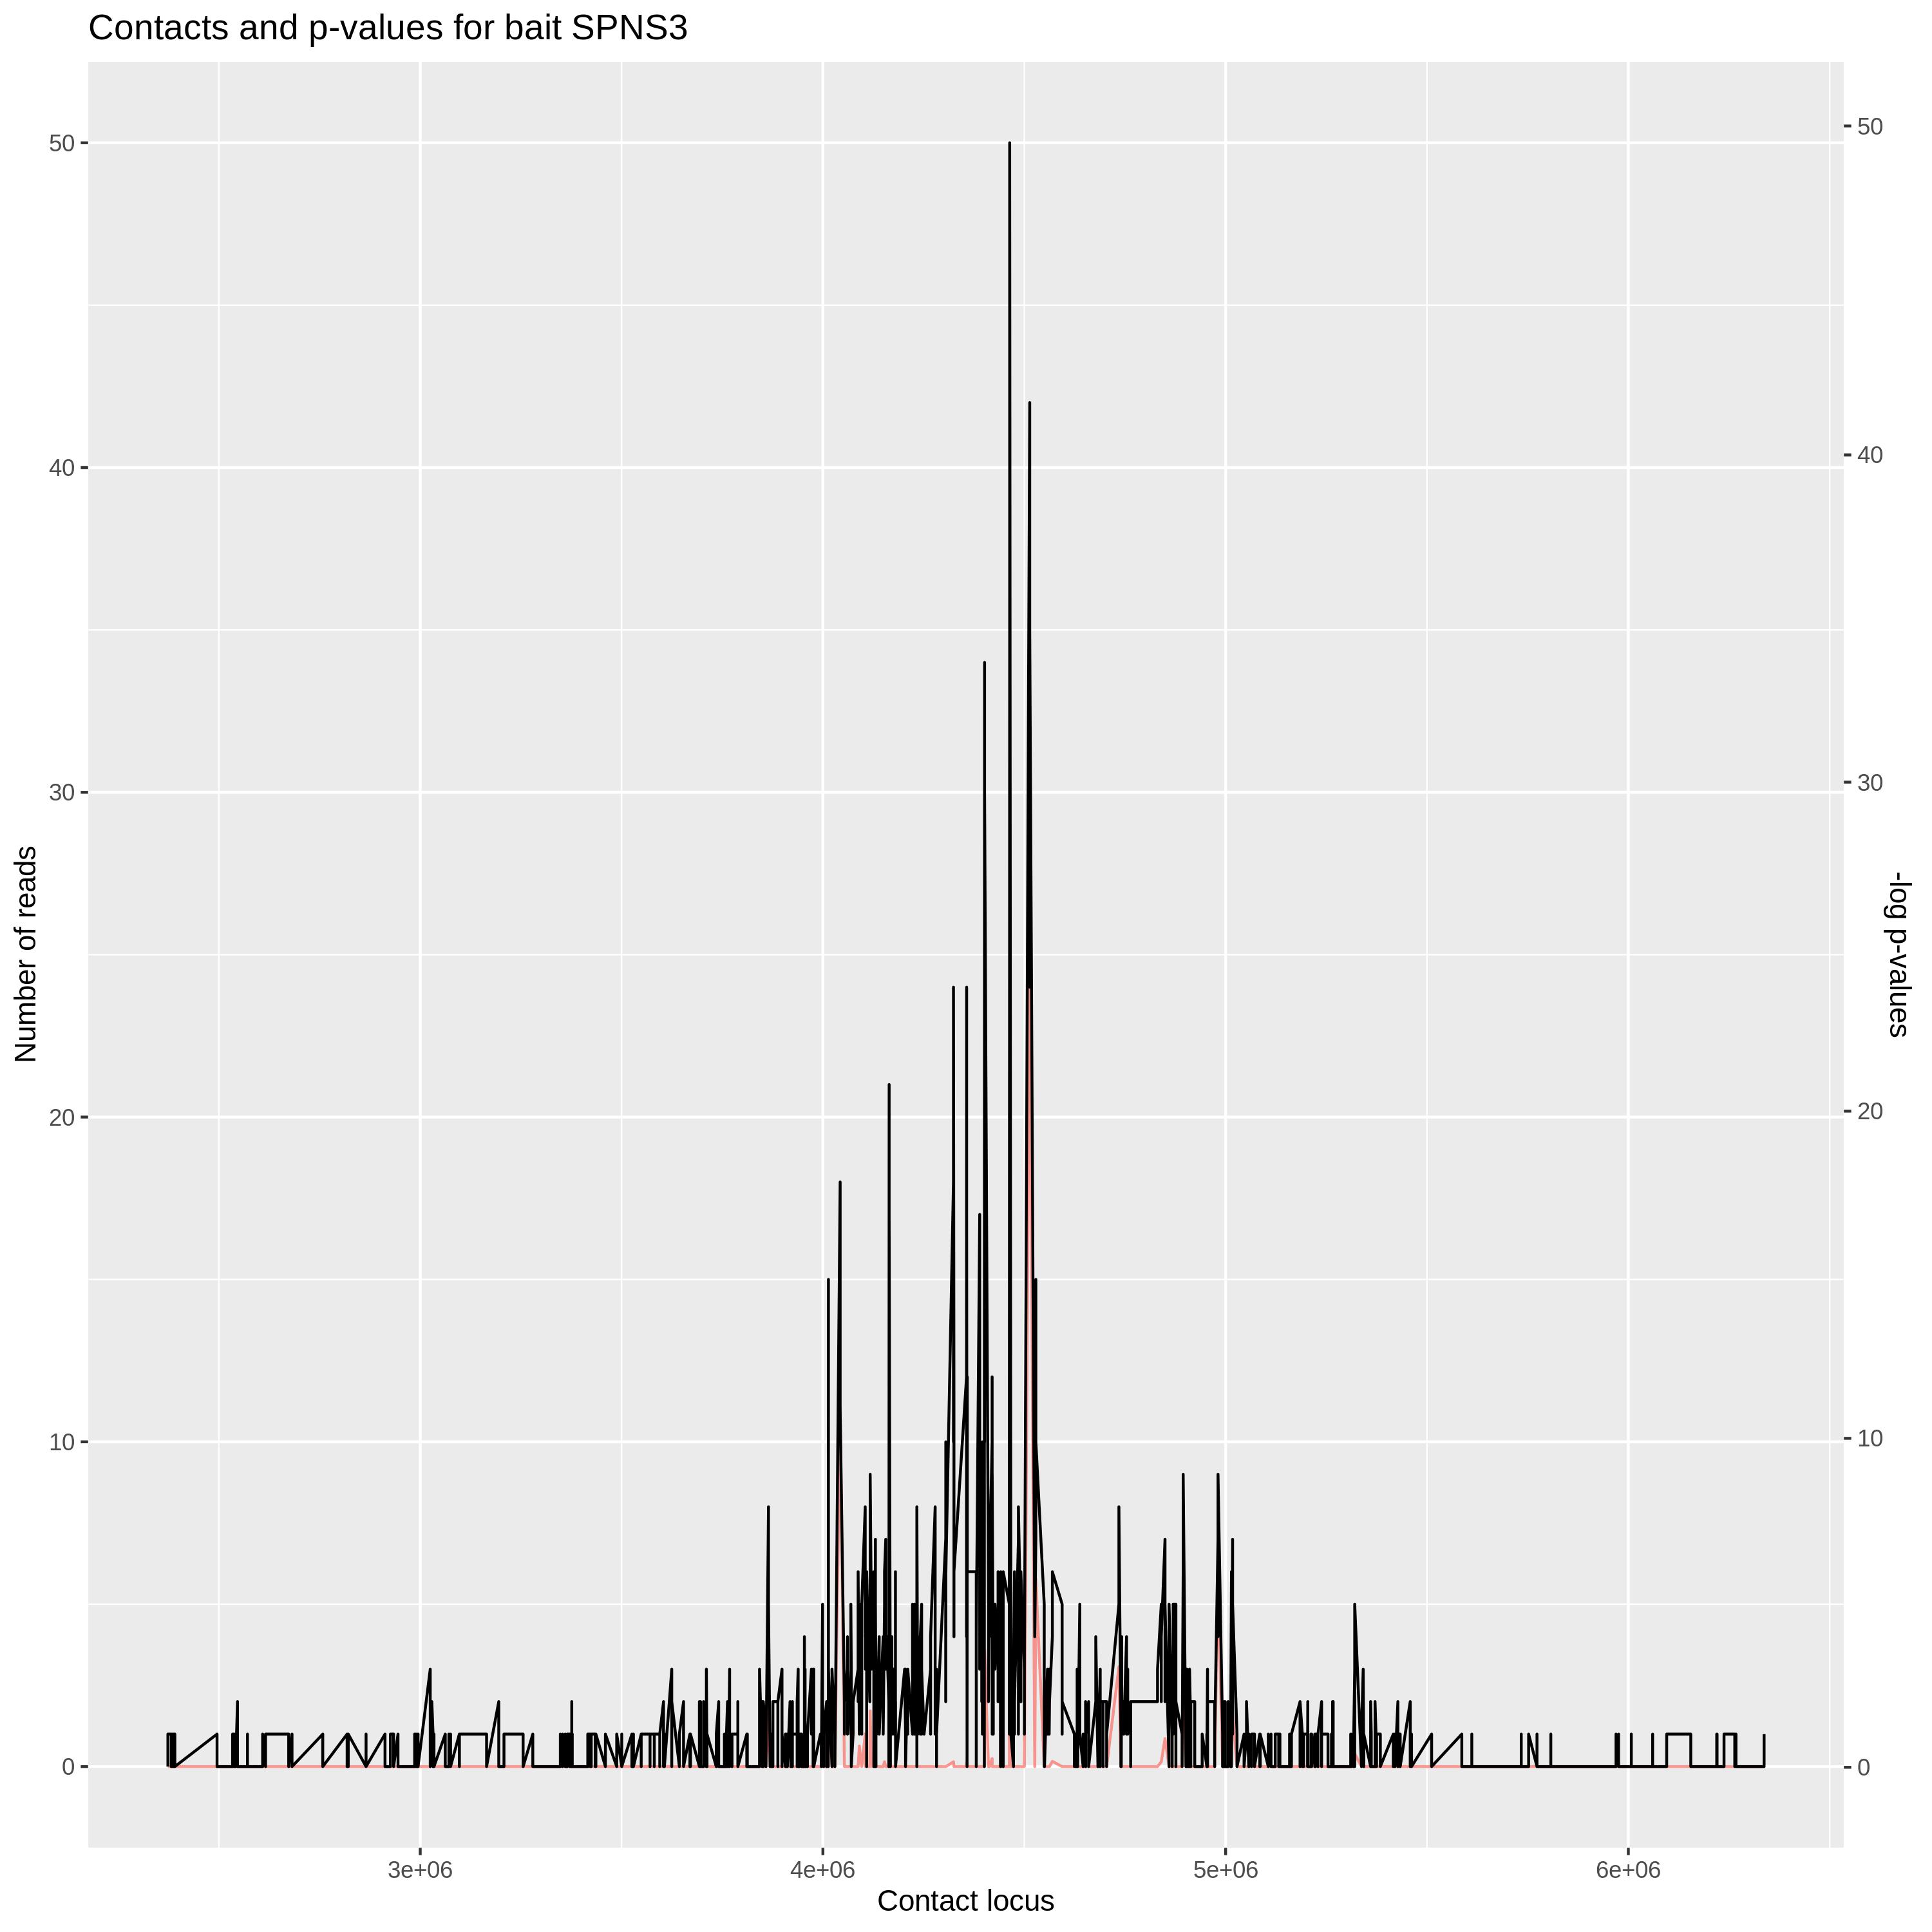 Contacts and p-values for bait SPNS3
50
40
30
20
10
0
Number of reads
50
40
30
20
10
0
-log p-values
3e+06
4e+06
5e+06
6e+06
Contact locus